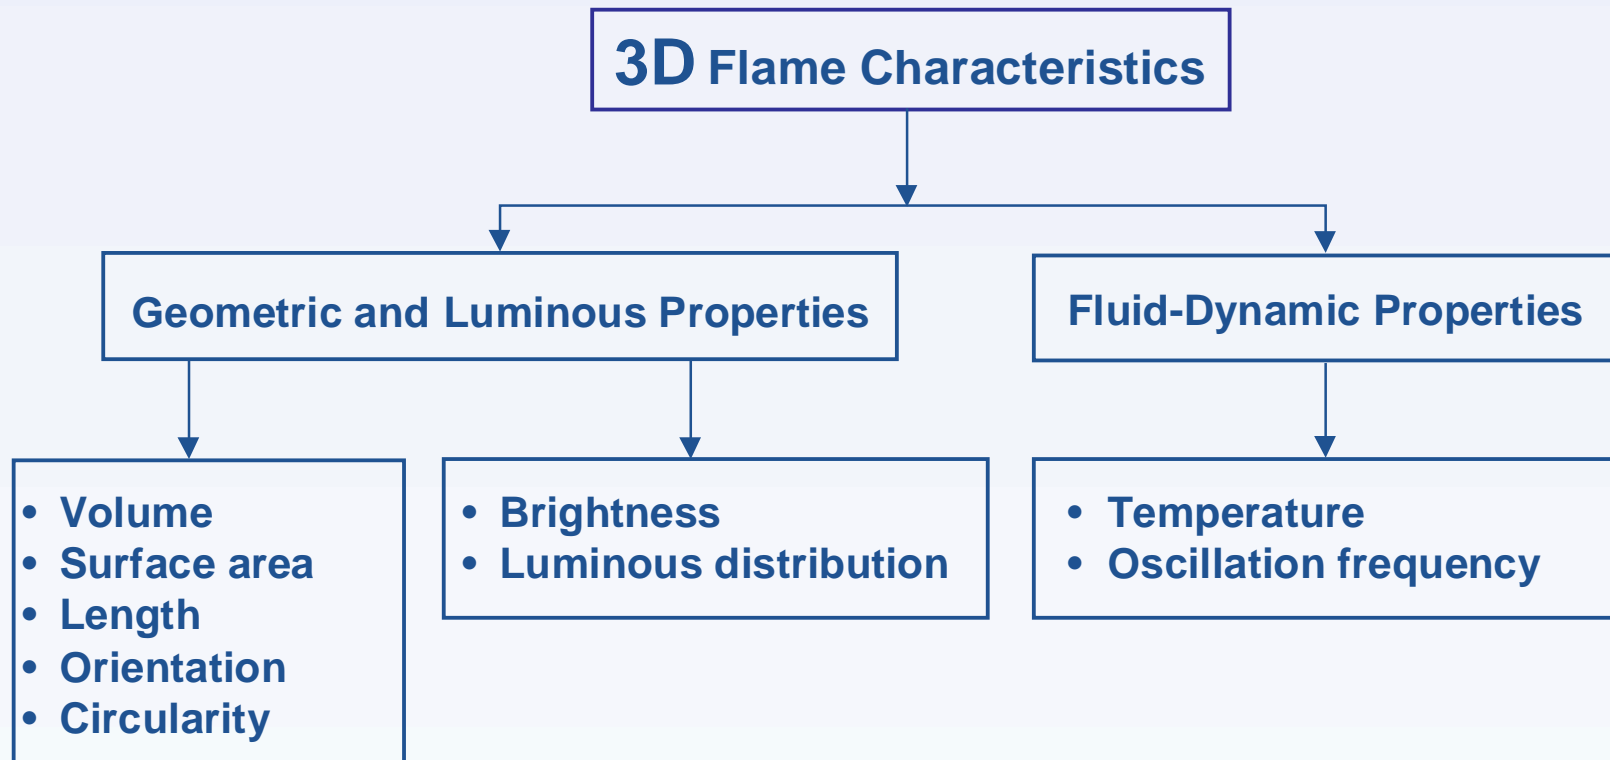 3D Flame Characteristics
Geometric and Luminous Properties
Fluid-Dynamic Properties
• Volume
• Surface area
• Length
• Orientation
• Circularity
• Brightness
• Luminous distribution
• Temperature
• Oscillation frequency